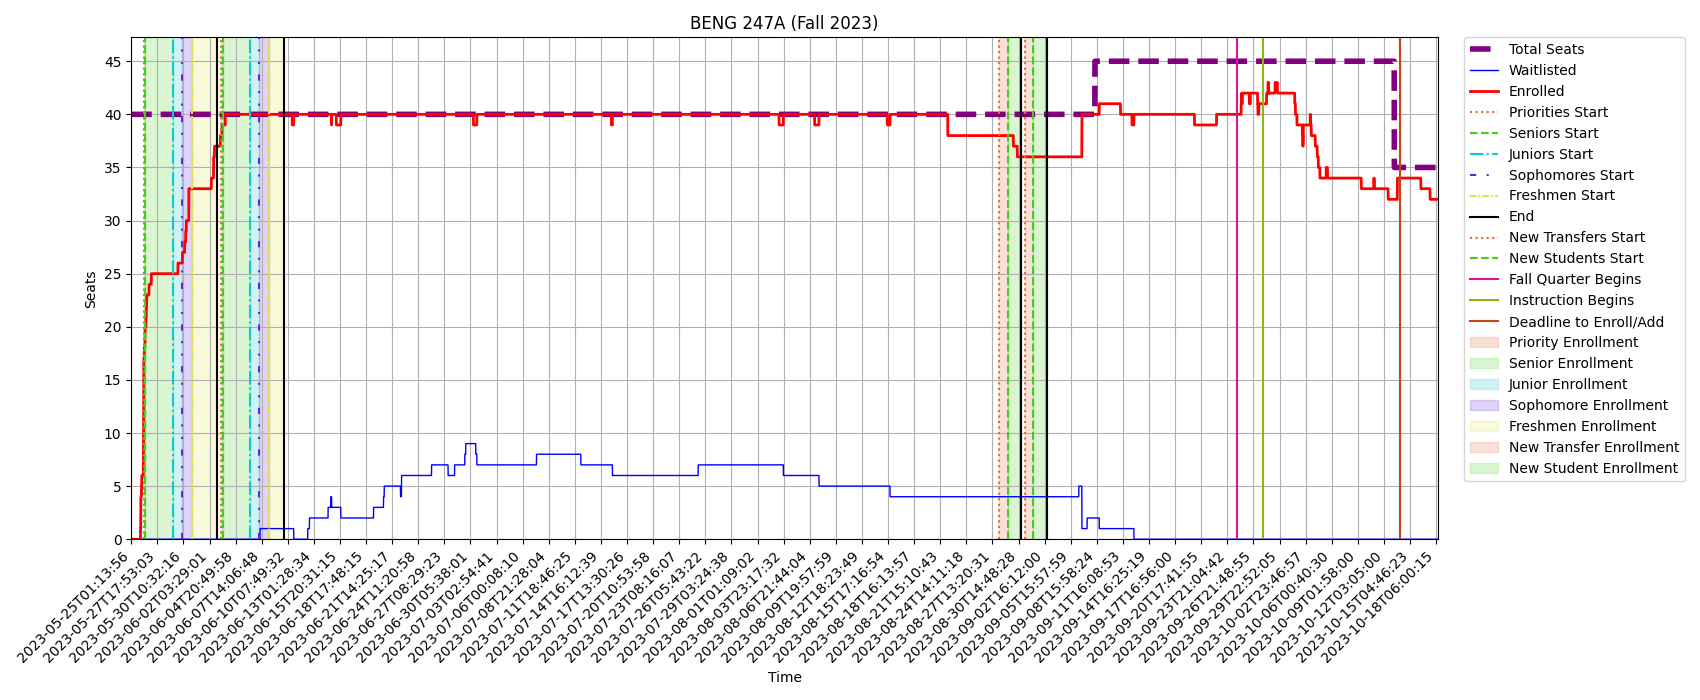 BENG 247A (Fall 2023)
Seats
45
40
35
30
25
20
15
10
5
0
2023-05-25T01:13:56
2023-05-27T17:53:03
2023-05-30T10:32:16
2023-06-02T03:29:01
2023-06-04T20:49:58
2023-06-07T14:06:48
2023-06-10T07:49:32
2023-06-13T01:28:34
2023-06-15T20:31:15
2023-06-18T17:48:15
2023-06-21T14:25:17
2023-06-24T11:20:58
2023-06-27T08:29:23
2023-06-30T05:38:01
2023-07-03T02:54:41
2023-07-06T00:08:10
2023-07-08T21:28:04
2023-07-11T18:46:25
2023-07-14T16:12:39
2023-07-17T13:30:26
2023-07-20T10:53:58
2023-07-23T08:16:07
2023-07-26T05:43:22
2023-07-29T03:24:38
2023-08-01T01:09:02
2023-08-03T23:17:32
2023-08-06T21:44:04
2023-08-09T19:57:59
2023-08-12T18:23:49
2023-08-15T17:16:54
2023-08-18T16:13:57
2023-08-21T15:10:43
2023-08-24T14:11:18
2023-08-27T13:20:31
2023-08-30T14:48:28
2023-09-02T16:12:00
2023-09-05T15:57:59
2023-09-08T15:58:24
2023-09-11T16:08:53
2023-09-14T16:25:19
2023-09-17T16:56:00
2023-09-20T17:41:55
2023-09-23T21:04:42
2023-09-26T21:48:55
2023-09-29T22:52:05
2023-10-02T23:46:57
2023-10-06T00:40:30
2023-10-09T01:58:00
2023-10-12T03:05:00
2023-10-15T04:46:23
2023-10-18T06:00:15
Time
Total Seats
Waitlisted
Enrolled
Priorities Start
Seniors Start
Juniors Start
Sophomores Start
Freshmen Start
End
New Transfers Start
New Students Start
Fall Quarter Begins
Instruction Begins
Deadline to Enroll/Add
Priority Enrollment
Senior Enrollment
Junior Enrollment
Sophomore Enrollment
Freshmen Enrollment
New Transfer Enrollment
New Student Enrollment